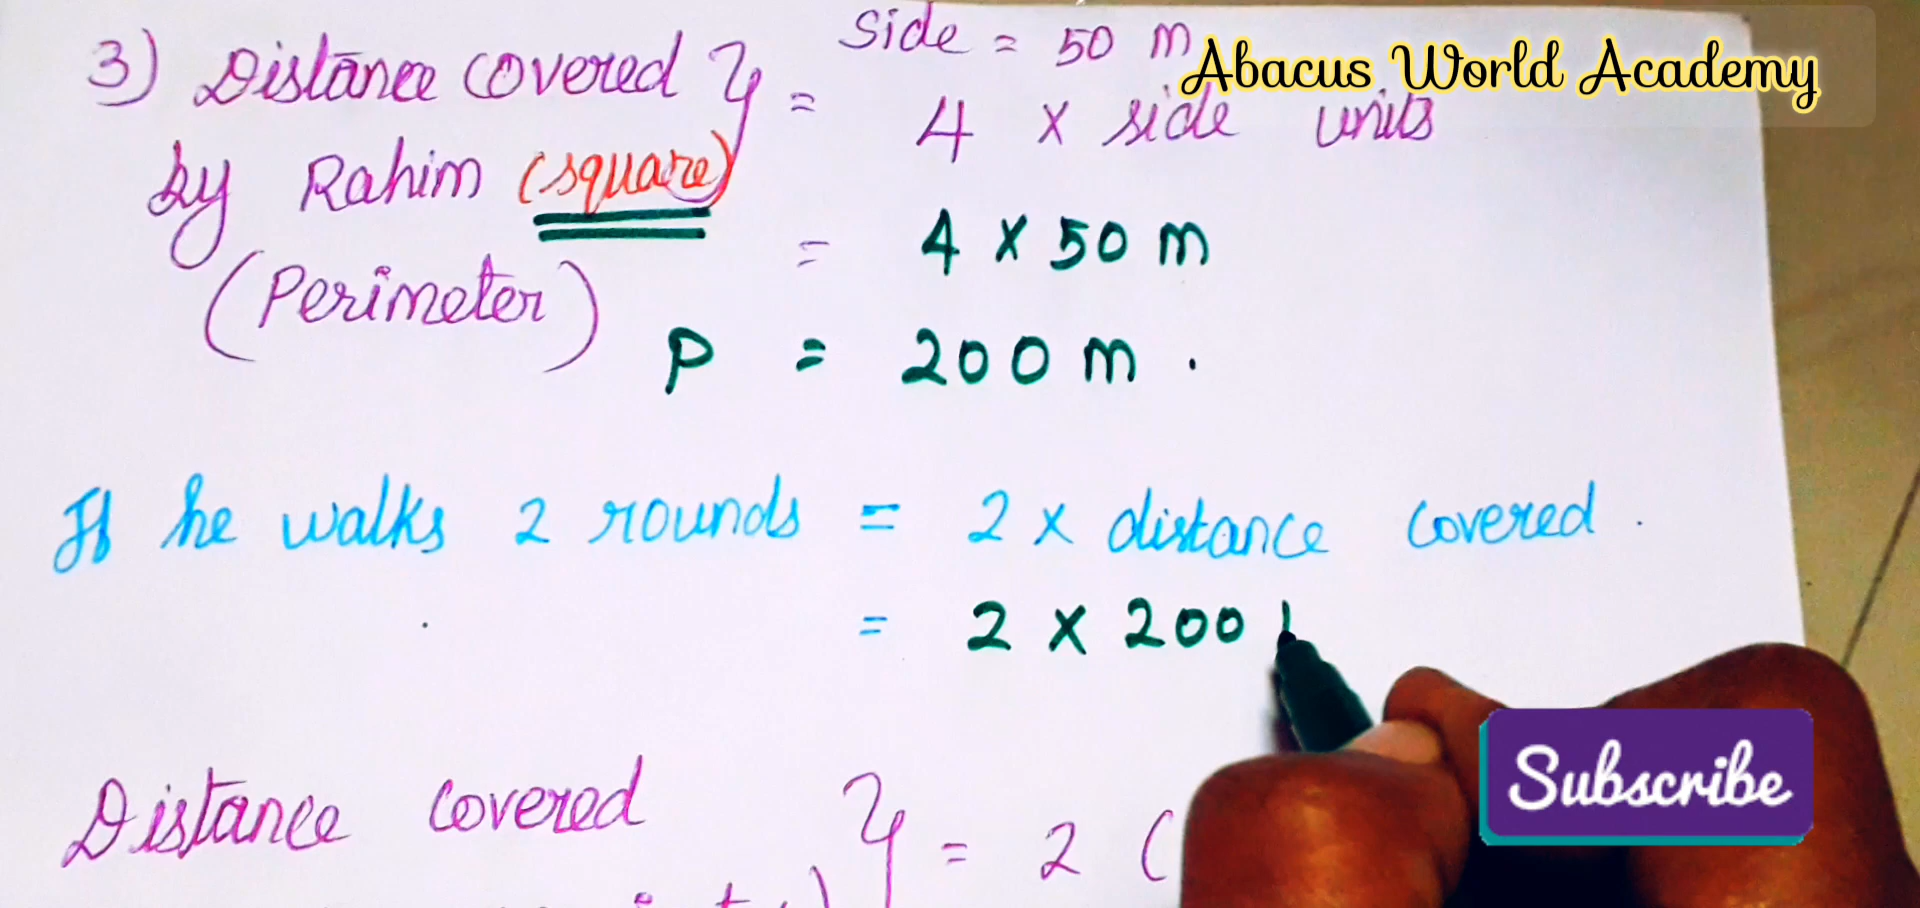 Side = 50 m
Abacus World Academy
3) Distance covered } = 4 x side units
by Rahim (square)
= 4 x 50 m
(Perimeter)
P = 200 m .
If he walks 2 rounds = 2 x distance covered .
= 2 x 200
Subscribe
Distance covered } = 2 (